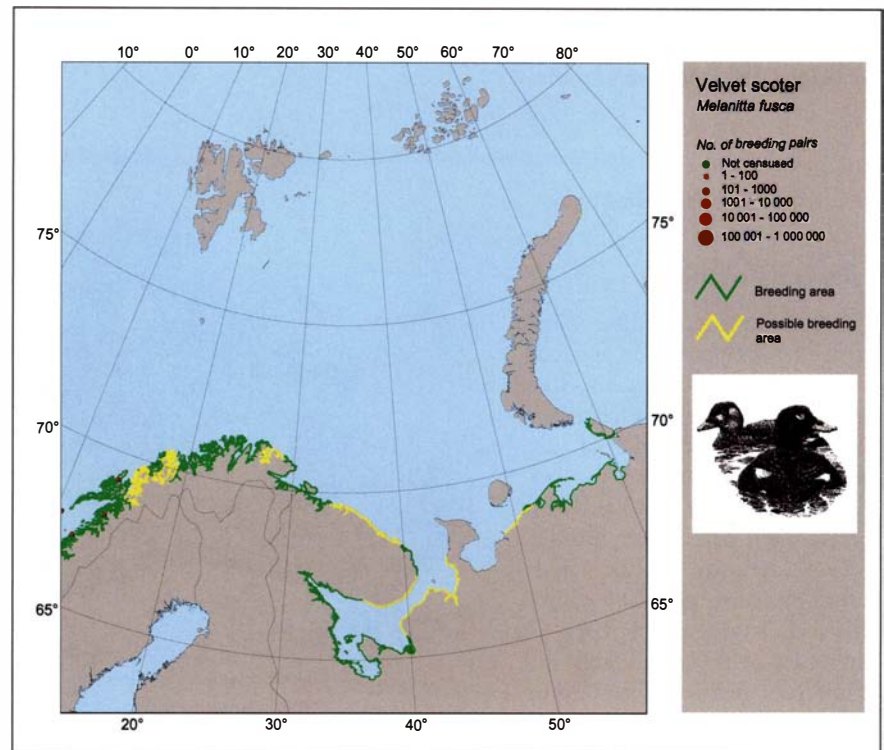 10° 0° 10° 20° 30° 40° 50° 60° 70° 80°
75°
70°
65°
75°
70°
65°
20° 30° 40° 50°
Velvet scoter
Melanitta fusca
No. of breeding pairs
Not censused
1 - 100
101 - 1000
1001 - 10 000
10 001 - 100 000
100 001 - 1 000 000
Breeding area
Possible breeding
area